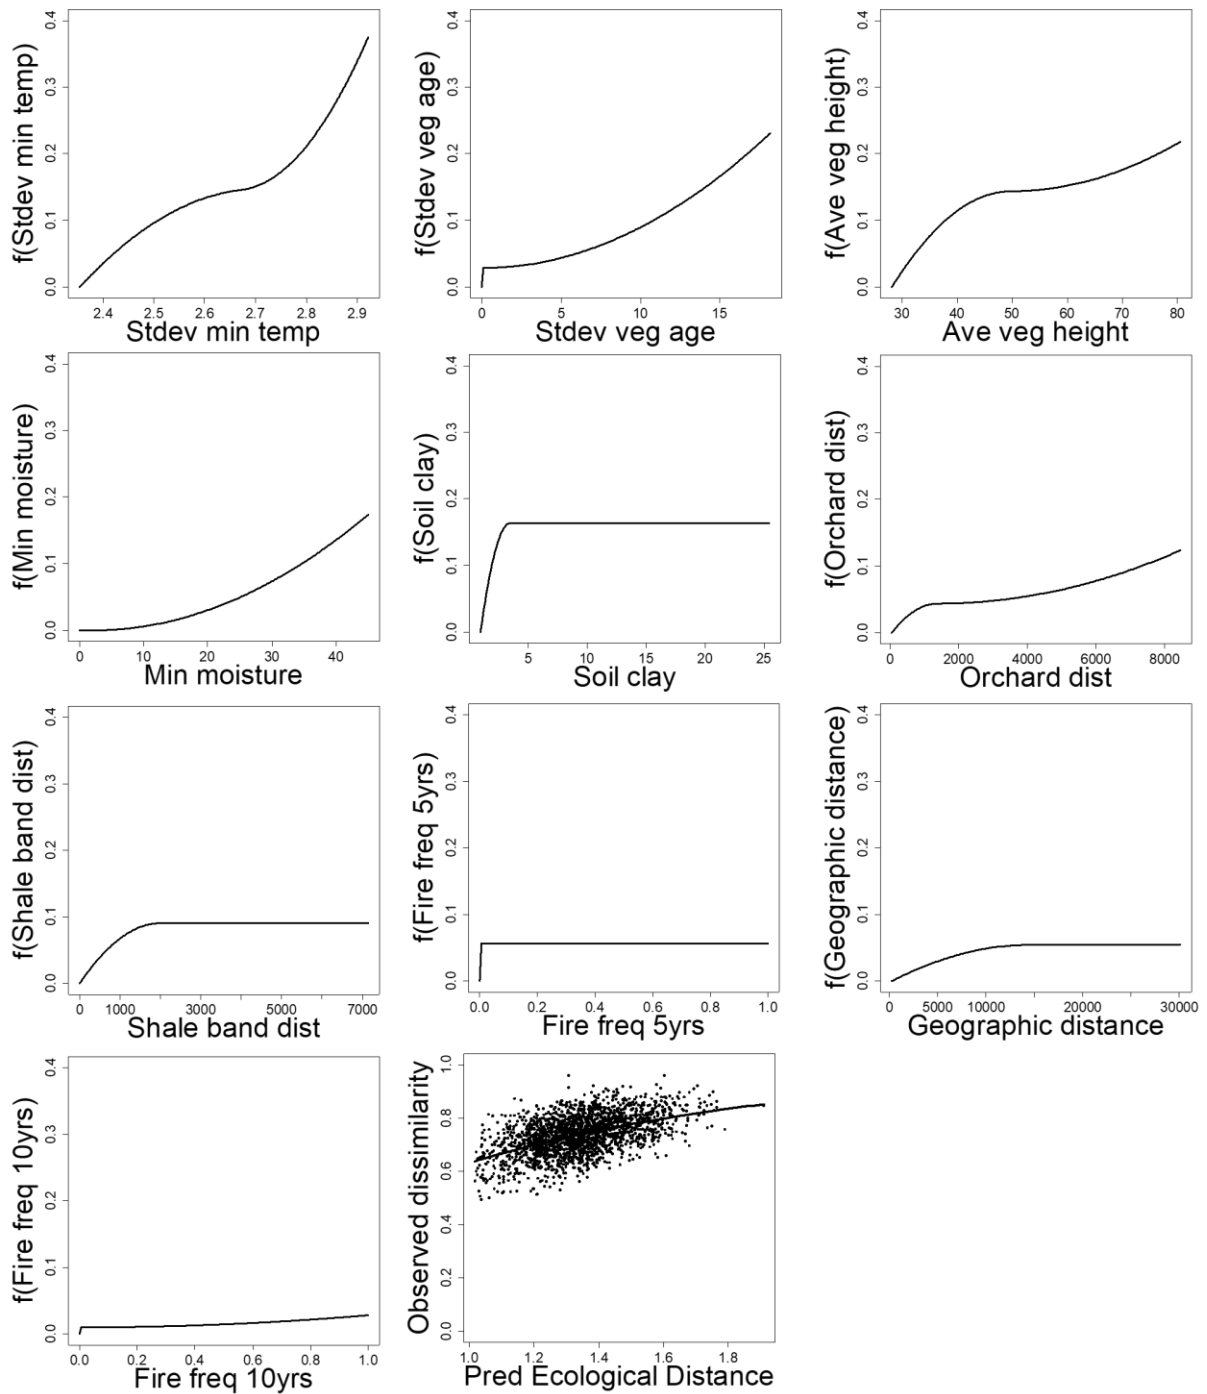 f(Stdev min temp)
0.0 0.1 0.2 0.3 0.4
2.4 2.5 2.6 2.7 2.8 2.9
Stdev min temp
f(Stdev veg age)
0.0 0.1 0.2 0.3 0.4
0 5 10 15
Stdev veg age
f(Ave veg height)
0.0 0.1 0.2 0.3 0.4
30 40 50 60 70 80
Ave veg height
f(Min moisture)
0.0 0.1 0.2 0.3 0.4
0 10 20 30 40
Min moisture
f(Soil clay)
0.0 0.1 0.2 0.3 0.4
5 10 15 20 25
Soil clay
f(Orchard dist)
0.0 0.1 0.2 0.3 0.4
0 2000 4000 6000 8000
Orchard dist
f(Shale band dist)
0.0 0.1 0.2 0.3 0.4
0 1000 3000 5000 7000
Shale band dist
f(Fire freq 5yrs)
0.0 0.1 0.2 0.3 0.4
0.0 0.2 0.4 0.6 0.8 1.0
Fire freq 5yrs
f(Geographic distance)
0.0 0.1 0.2 0.3 0.4
0 5000 10000 20000 30000
Geographic distance
f(Fire freq 10yrs)
0.0 0.1 0.2 0.3 0.4
0.0 0.2 0.4 0.6 0.8 1.0
Fire freq 10yrs
Observed dissimilarity
0.0 0.2 0.4 0.6 0.8 1.0
1.0 1.2 1.4 1.6 1.8
Pred Ecological Distance